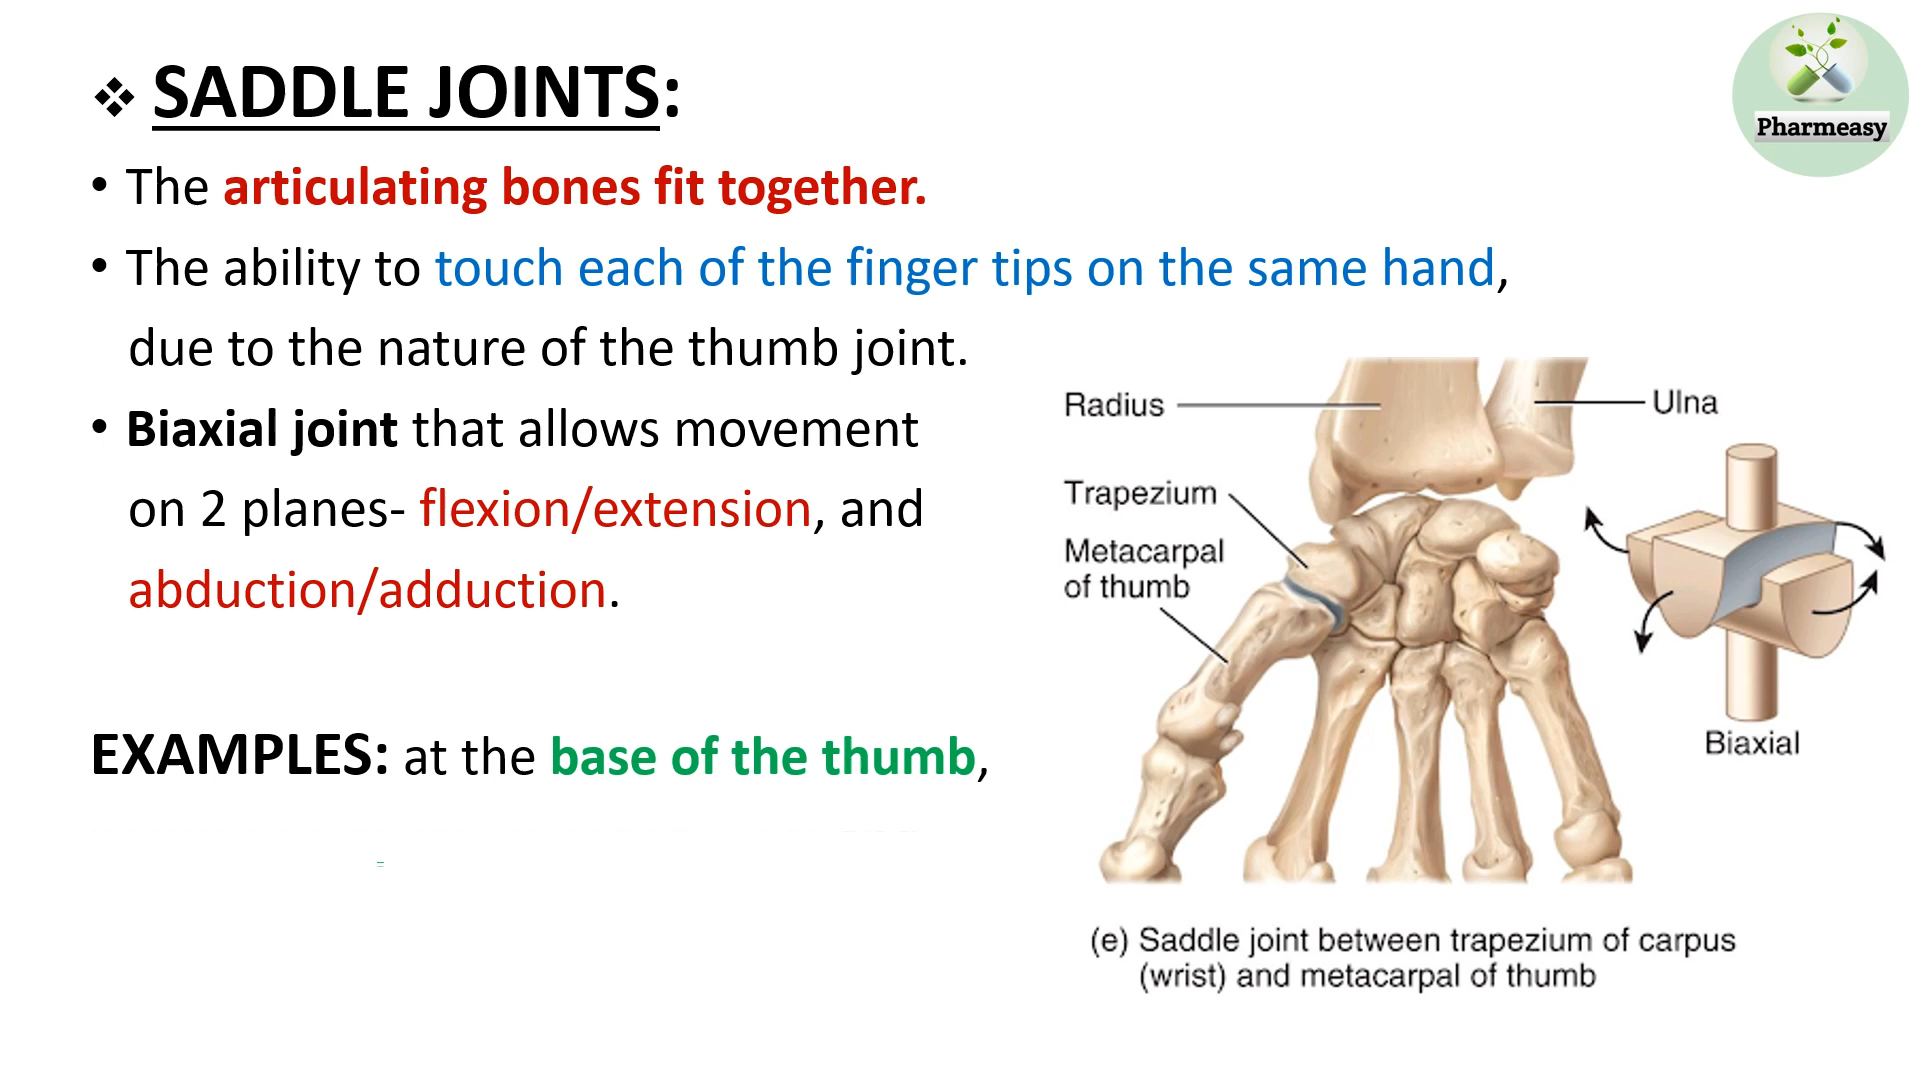 ❖ SADDLE JOINTS:
• The articulating bones fit together.
• The ability to touch each of the finger tips on the same hand,
due to the nature of the thumb joint.
• Biaxial joint that allows movement
on 2 planes- flexion/extension, and
abduction/adduction.
EXAMPLES: at the base of the thumb,
Pharmeasy
Radius
Ulna
Trapezium
Metacarpal
of thumb
Biaxial
(e) Saddle joint between trapezium of carpus
(wrist) and metacarpal of thumb